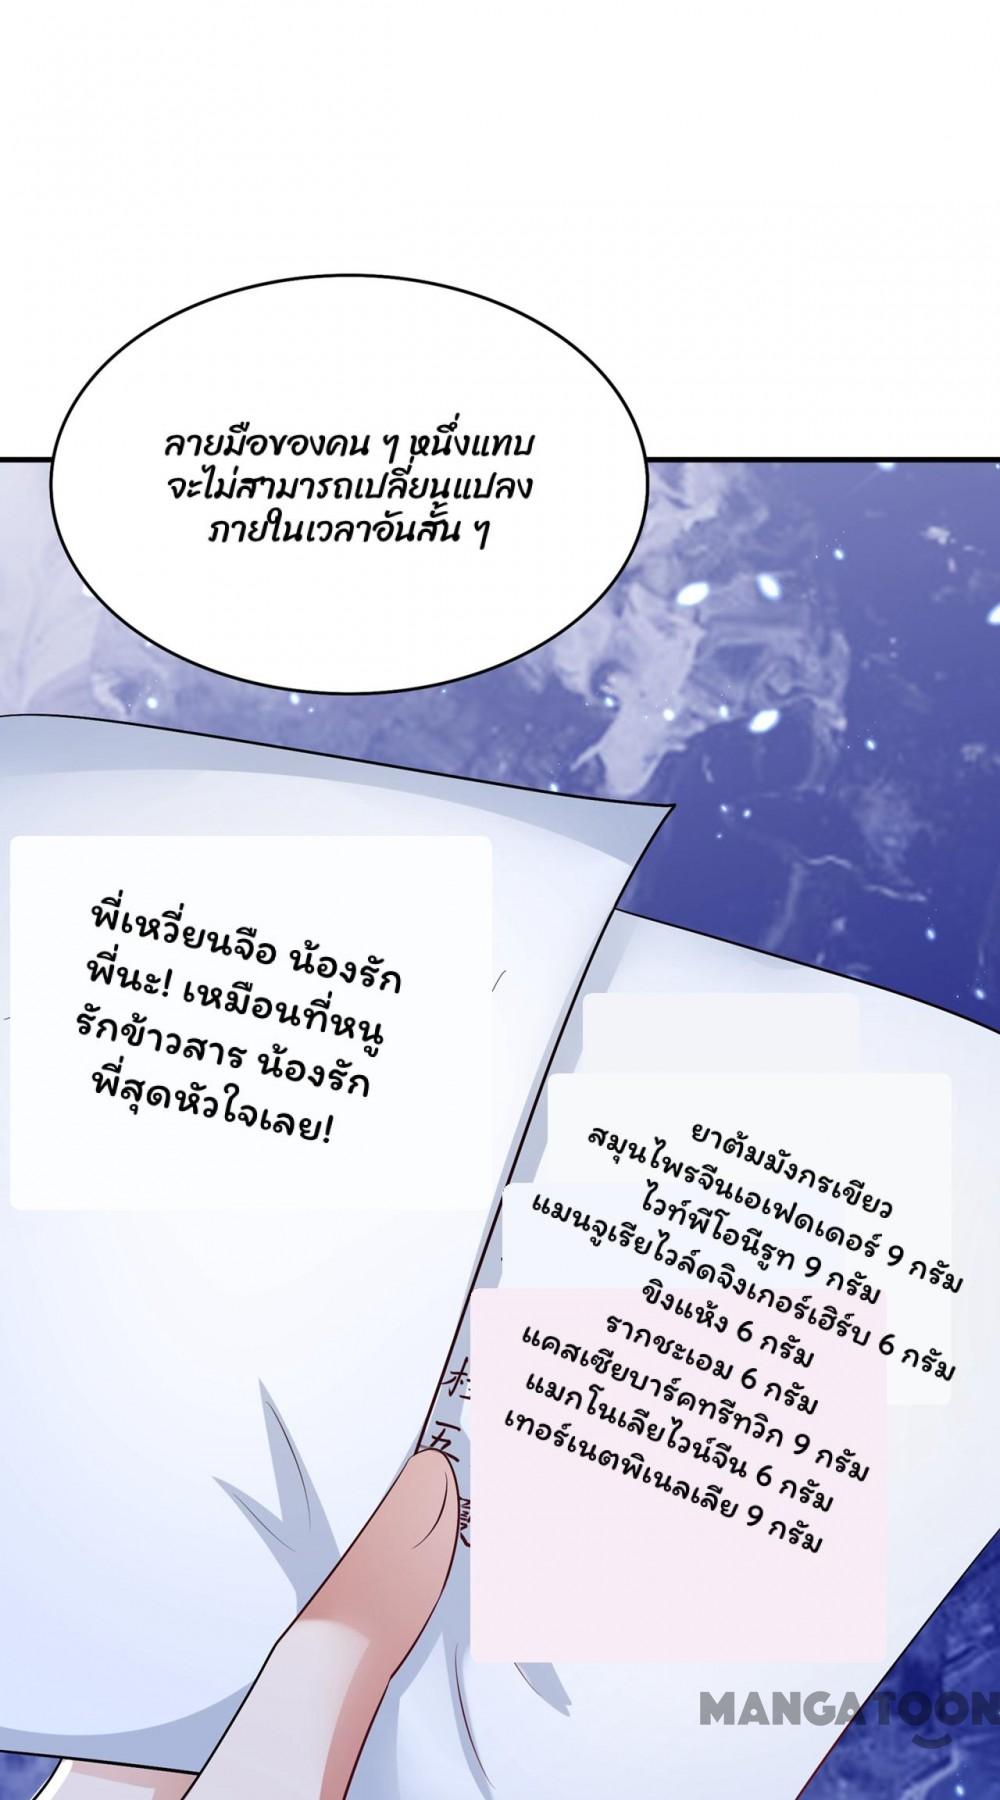 ลายมือของคน ๆ หนึ่งแทบ
จะไม่สามารถเปลี่ยนแปลง
ภายในเวลาอันสั้น ๆ
พี่เหวี่ยนจือ น้องรัก
พี่นะ! เหมือนที่หนู
รักข้าวสาร น้องรัก
พี่สุดหัวใจเลย!
ยาต้มมังกรเขียว
สมุนไพรจีนเอเฟดเดอร์ 9 กรัม
ไวท์พีโอนีรูท 9 กรัม
แมนจูเรียไวล์ดจิงเกอร์เฮิร์บ 6 กรัม
ขิงแห้ง 6 กรัม
รากชะเอม 6 กรัม
แคสเซียบาร์คทรีทวิก 9 กรัม
แมกโนเลียไวน์จีน 6 กรัม
เทอร์เนตพิเนลเลีย 9 กรัม
五
MANGATOON